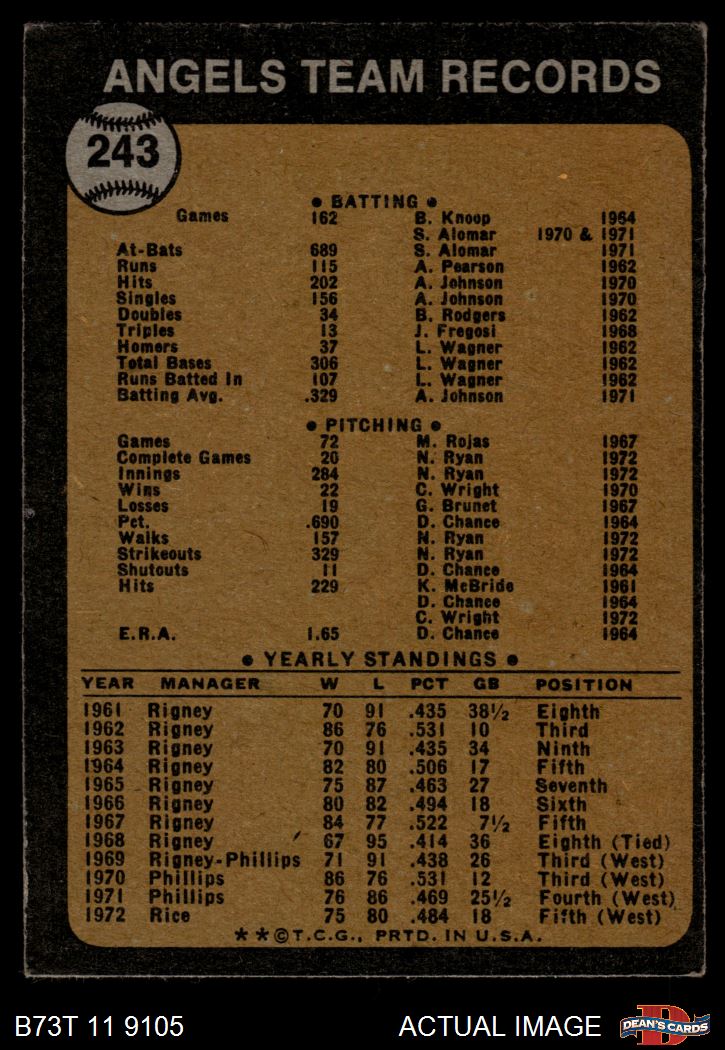 ANGELS TEAM RECORDS
243
• BATTING •
Games 162 B. Knoop 1964
S. Alomar 1970 & 1971
At-Bats 689 S. Alomar 1971
Runs 115 A. Pearson 1962
Hits 202 A. Johnson 1970
Singles 156 A. Johnson 1970
Doubles 34 B. Rodgers 1962
Triples 13 J. Fregosi 1968
Homers 37 L. Wagner 1962
Total Bases 306 L. Wagner 1962
Runs Batted In 107 L. Wagner 1962
Batting Avg. .329 A. Johnson 1971
• PITCHING •
Games 72 M. Rojas 1967
Complete Games 20 N. Ryan 1972
Innings 284 N. Ryan 1972
Wins 22 C. Wright 1970
Losses 19 G. Brunet 1967
Pct. .690 D. Chance 1964
Walks 157 N. Ryan 1972
Strikeouts 329 N. Ryan 1972
Shutouts 11 D. Chance 1964
Hits 229 K. McBride 1961
D. Chance 1964
C. Wright 1972
E.R.A. 1.65 D. Chance 1964
• YEARLY STANDINGS •
YEAR MANAGER W L PCT GB POSITION
1961 Rigney 70 91 .435 38½ Eighth
1962 Rigney 86 76 .531 10 Third
1963 Rigney 70 91 .435 34 Ninth
1964 Rigney 82 80 .506 17 Fifth
1965 Rigney 75 87 .463 27 Seventh
1966 Rigney 80 82 .494 18 Sixth
1967 Rigney 84 77 .522 7½ Fifth
1968 Rigney 67 95 .414 36 Eighth (Tied)
1969 Rigney-Phillips 71 91 .438 26 Third (West)
1970 Phillips 86 76 .531 12 Third (West)
1971 Phillips 76 86 .469 25½ Fourth (West)
1972 Rice 75 80 .484 18 Fifth (West)
**©T.C.G., PRTD. IN U.S.A.
B73T 11 9105 ACTUAL IMAGE D DEAN'S CARDS